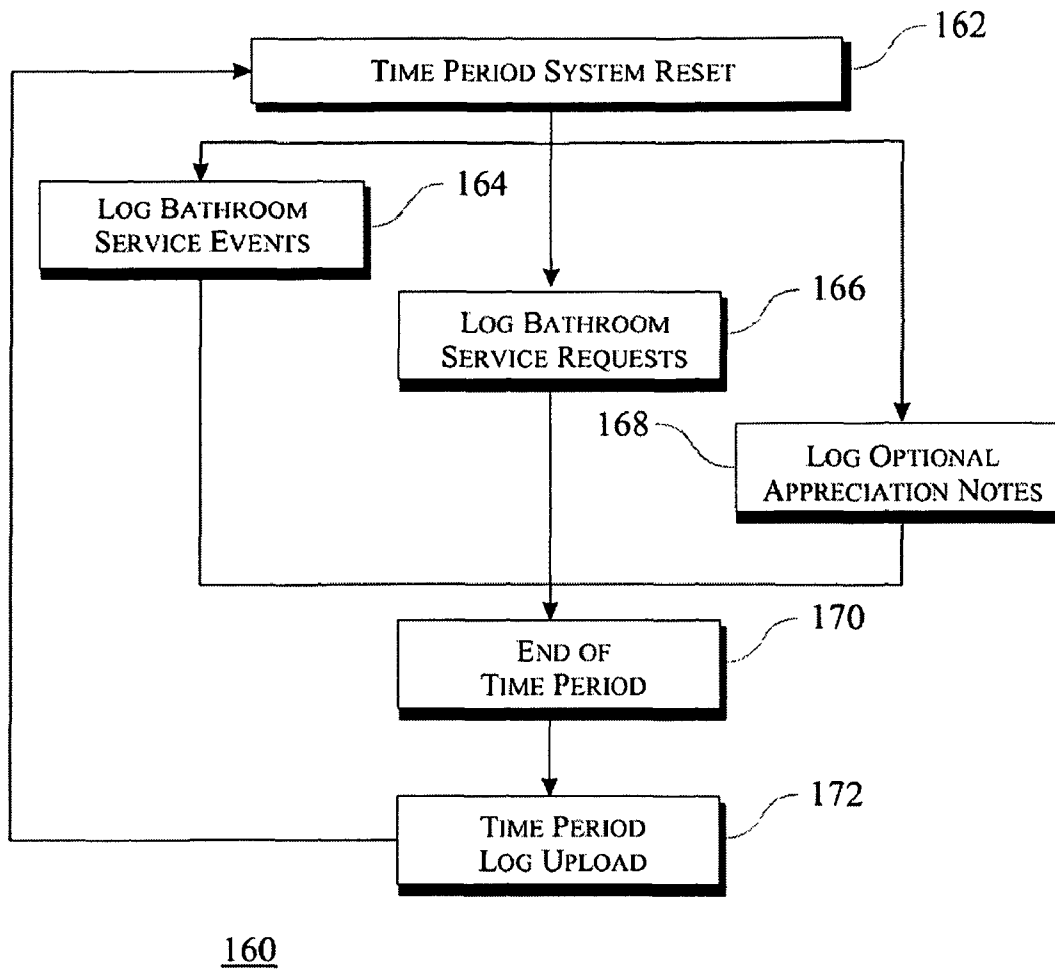 162
TIME PERIOD SYSTEM RESET
164
LOG BATHROOM
SERVICE EVENTS
166
LOG BATHROOM
SERVICE REQUESTS
168
LOG OPTIONAL
APPRECIATION NOTES
170
END OF
TIME PERIOD
172
TIME PERIOD
LOG UPLOAD
160